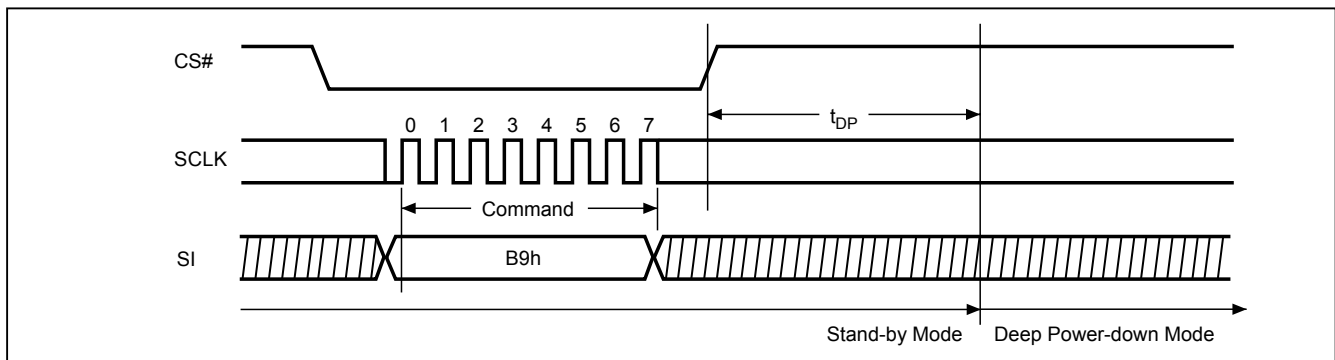 CS#
t_DP
0 1 2 3 4 5 6 7
SCLK
Command
SI
B9h
Stand-by Mode Deep Power-down Mode